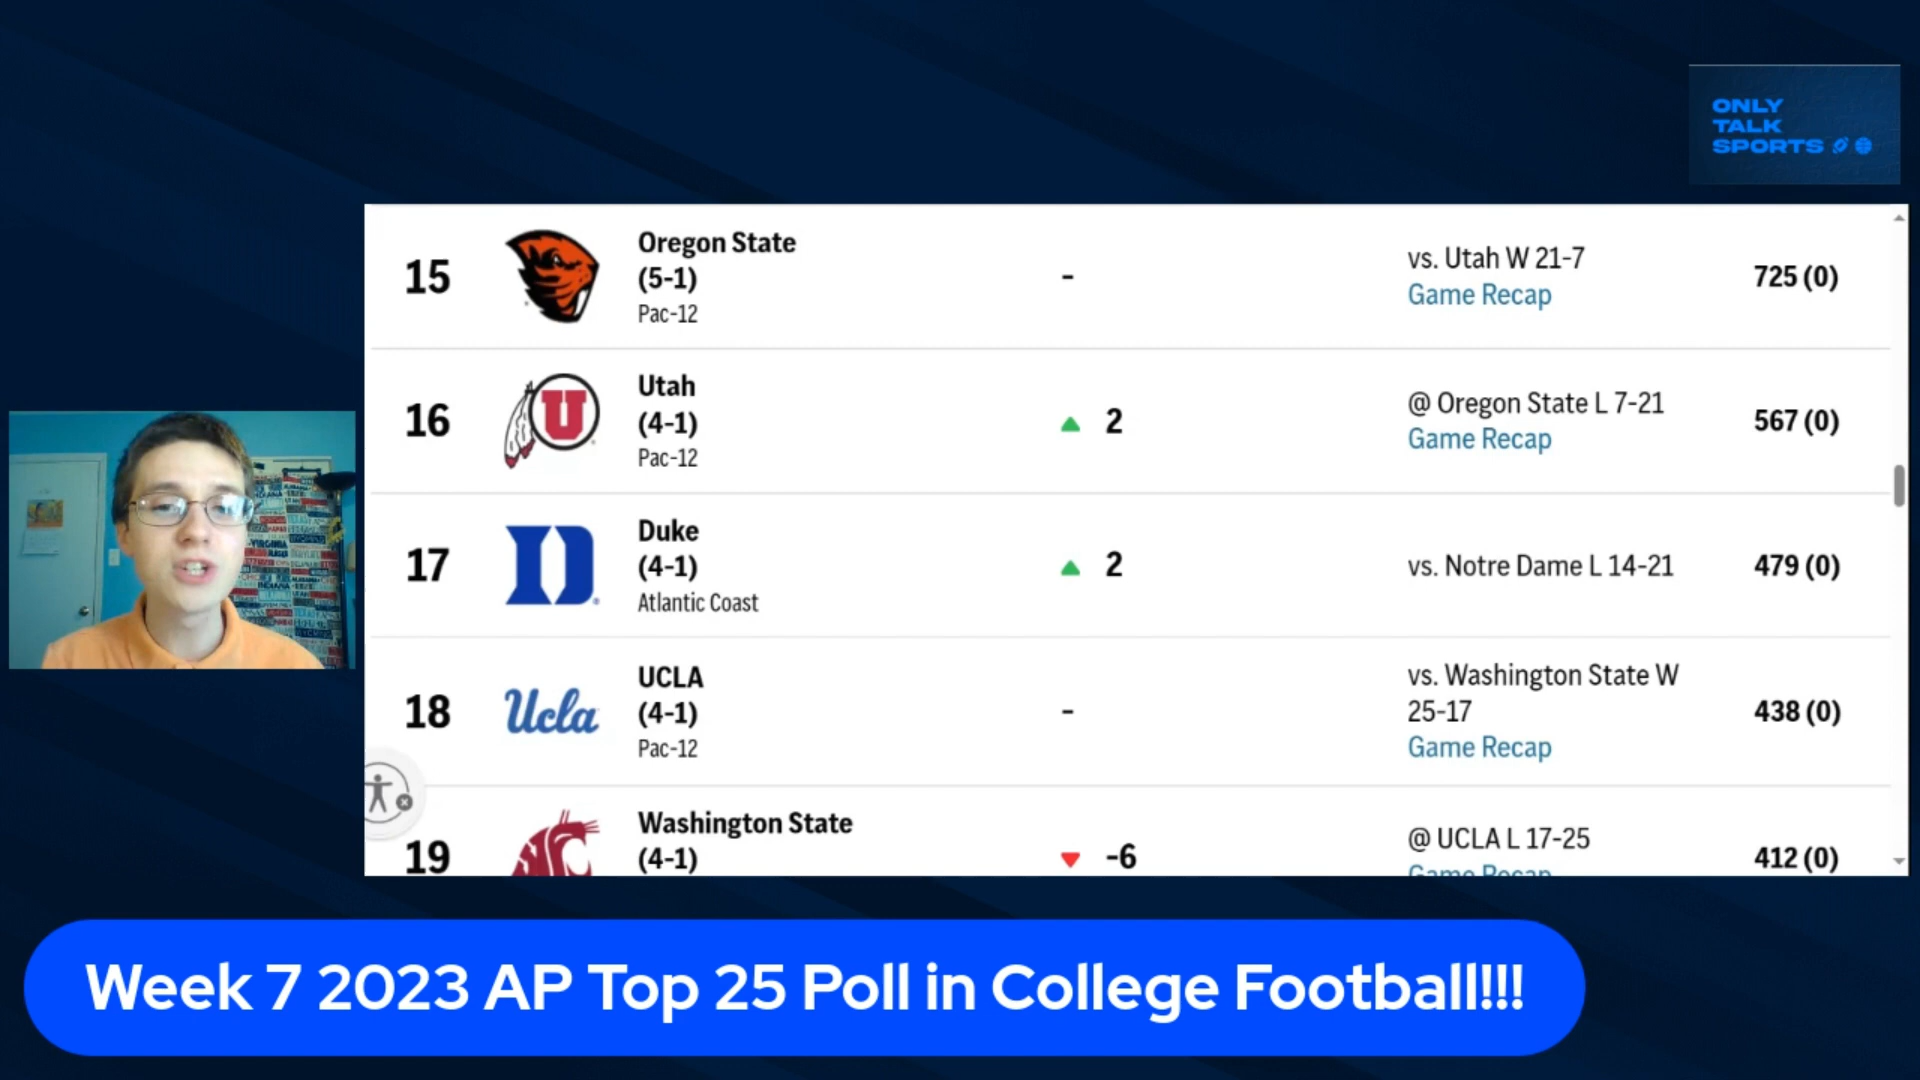 ONLY
TALK
SPORTS
15
Oregon State
(5-1)
Pac-12
-
vs. Utah W 21-7
Game Recap
725 (0)
16
Utah
(4-1)
Pac-12
2
@ Oregon State L 7-21
Game Recap
567 (0)
17
Duke
(4-1)
Atlantic Coast
2
vs. Notre Dame L 14-21
479 (0)
18
Ucla
UCLA
(4-1)
Pac-12
-
vs. Washington State W
25-17
Game Recap
438 (0)
19
Washington State
(4-1)
-6
@ UCLA L 17-25
Game Recap
412 (0)
Week 7 2023 AP Top 25 Poll in College Football!!!